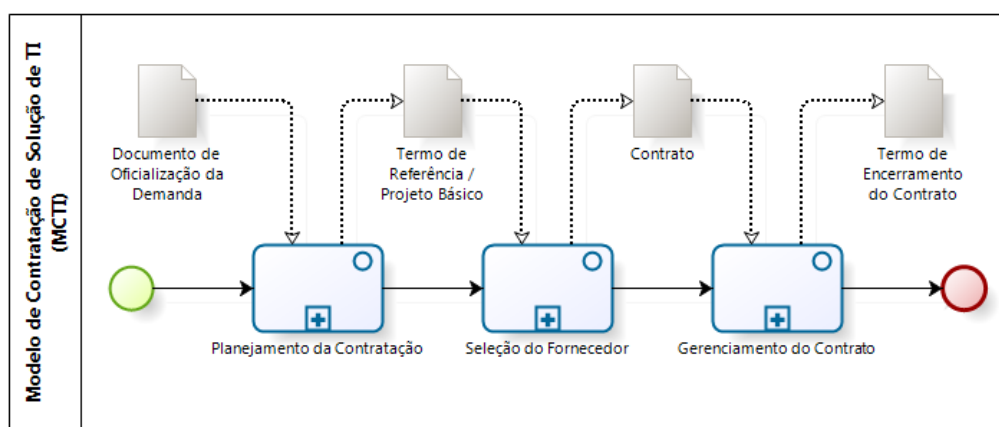 Modelo de Contratação de Solução de TI
(MCTI)
Documento de
Oficialização da
Demanda
Termo de
Referência /
Projeto Básico
Contrato
Termo de
Encerramento
do Contrato
Planejamento da Contratação
Seleção do Fornecedor
Gerenciamento do Contrato